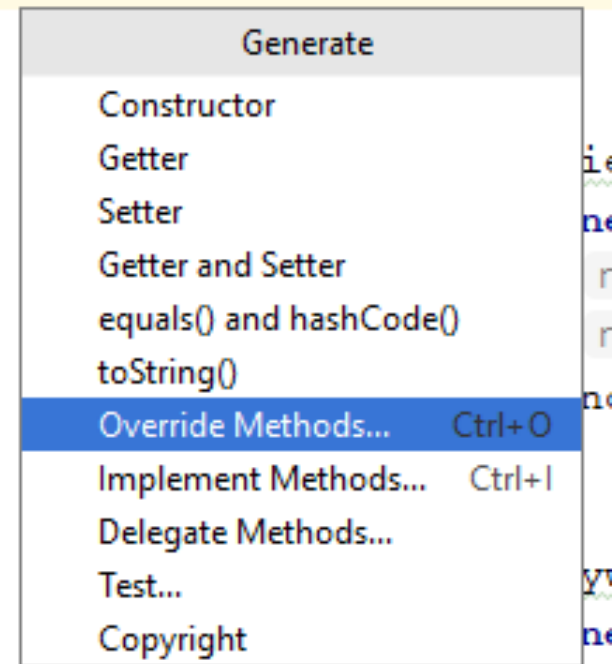 Generate
Constructor
Getter
Setter
Getter and Setter
equals() and hashCode()
toString()
Override Methods... Ctrl+O
Implement Methods... Ctrl+I
Delegate Methods...
Test...
Copyright